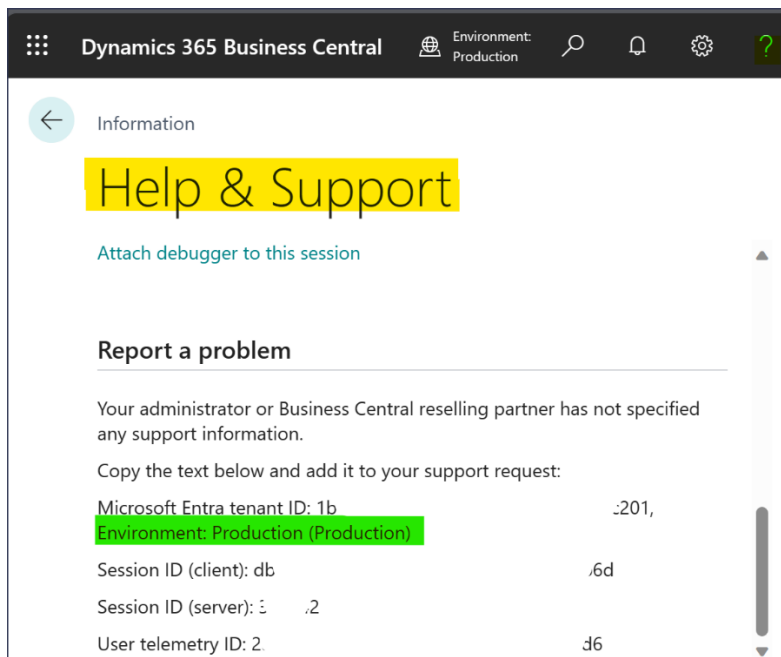 Dynamics 365 Business Central
Environment:
Production
?
Information
Help & Support
Attach debugger to this session
Report a problem
Your administrator or Business Central reselling partner has not specified
any support information.
Copy the text below and add it to your support request:
Microsoft Entra tenant ID: 1b 201,
Environment: Production (Production)
Session ID (client): db 6d
Session ID (server): 2
User telemetry ID: 2 d6